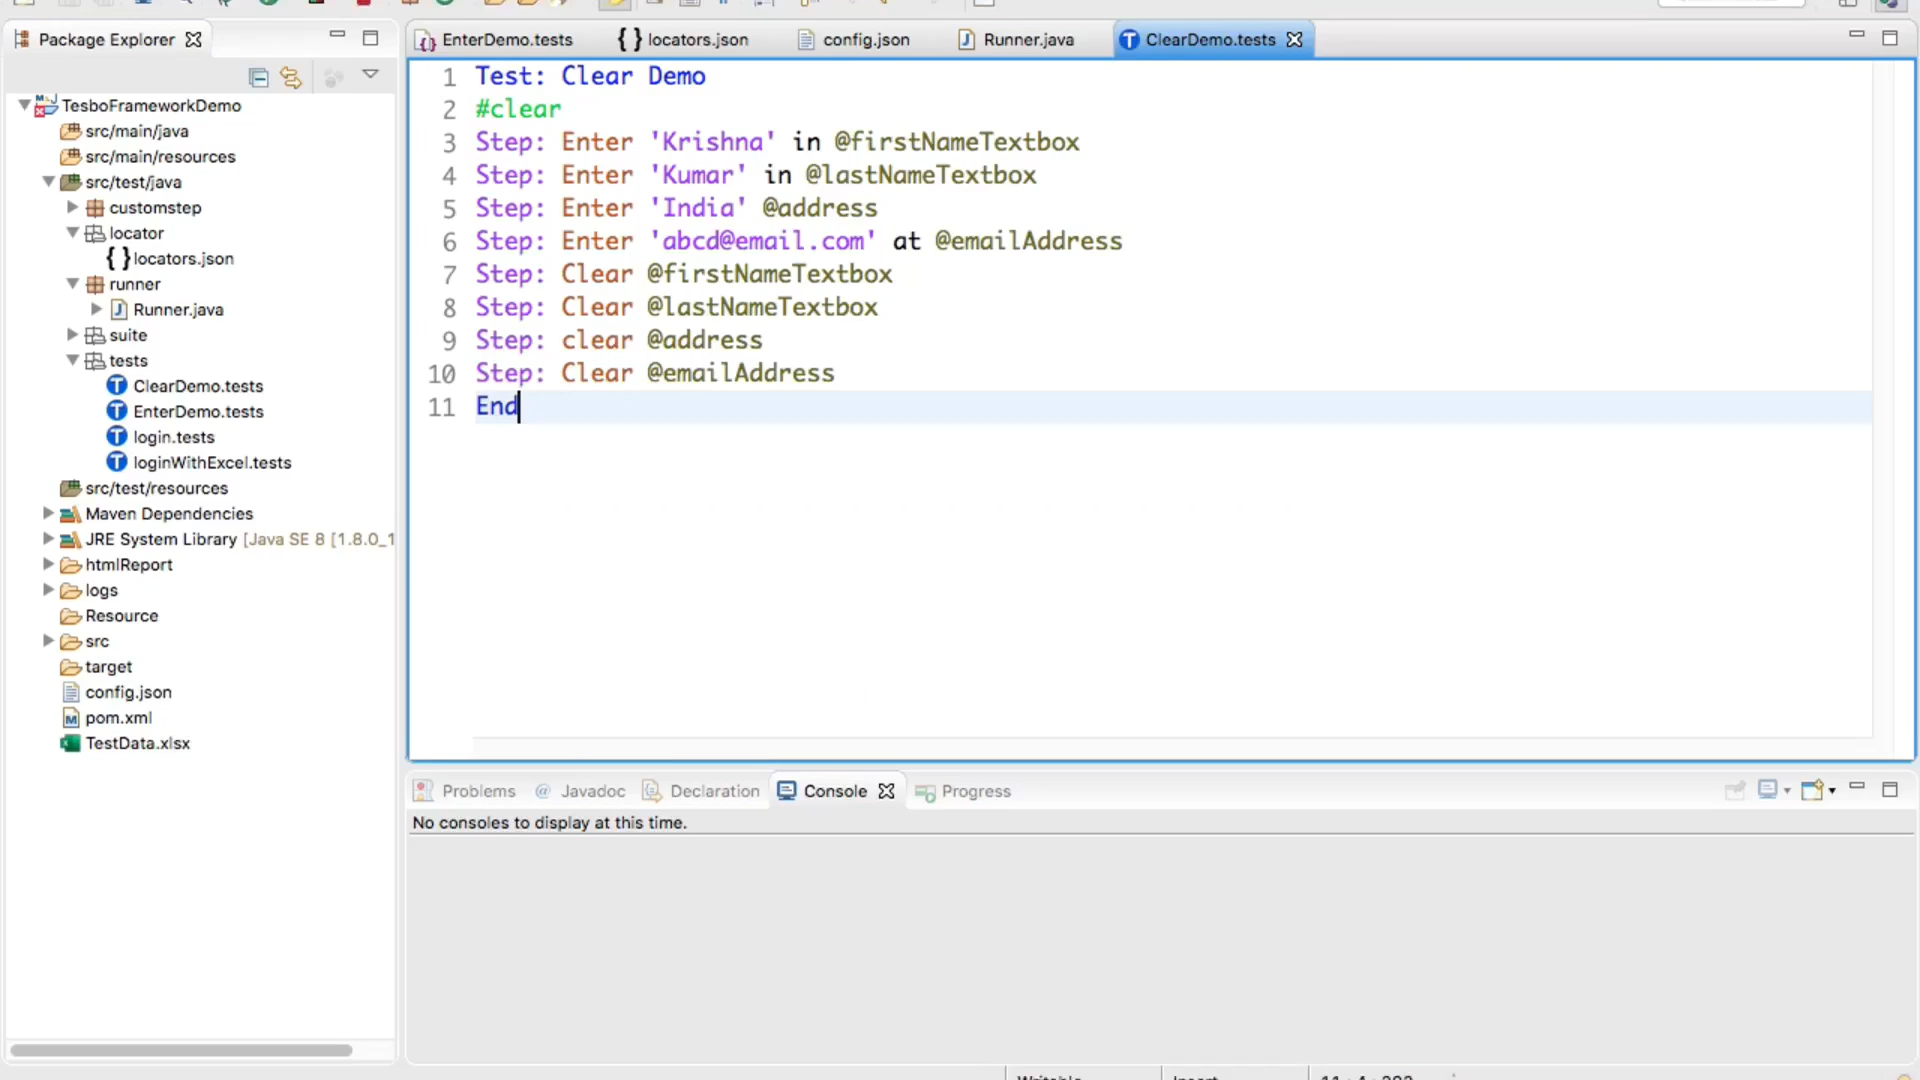 Package Explorer
EnterDemo.tests
locators.json
config.json
Runner.java
ClearDemo.tests
TesboFrameworkDemo
src/main/java
src/main/resources
src/test/java
customstep
locator
locators.json
runner
Runner.java
suite
tests
ClearDemo.tests
EnterDemo.tests
login.tests
loginWithExcel.tests
src/test/resources
Maven Dependencies
JRE System Library [Java SE 8 [1.8.0_1
htmlReport
logs
Resource
src
target
config.json
pom.xml
TestData.xlsx
1 Test: Clear Demo
2 #clear
3 Step: Enter 'Krishna' in @firstNameTextbox
4 Step: Enter 'Kumar' in @lastNameTextbox
5 Step: Enter 'India' @address
6 Step: Enter 'abcd@email.com' at @emailAddress
7 Step: Clear @firstNameTextbox
8 Step: Clear @lastNameTextbox
9 Step: clear @address
10 Step: Clear @emailAddress
11 End
Problems
Javadoc
Declaration
Console
Progress
No consoles to display at this time.